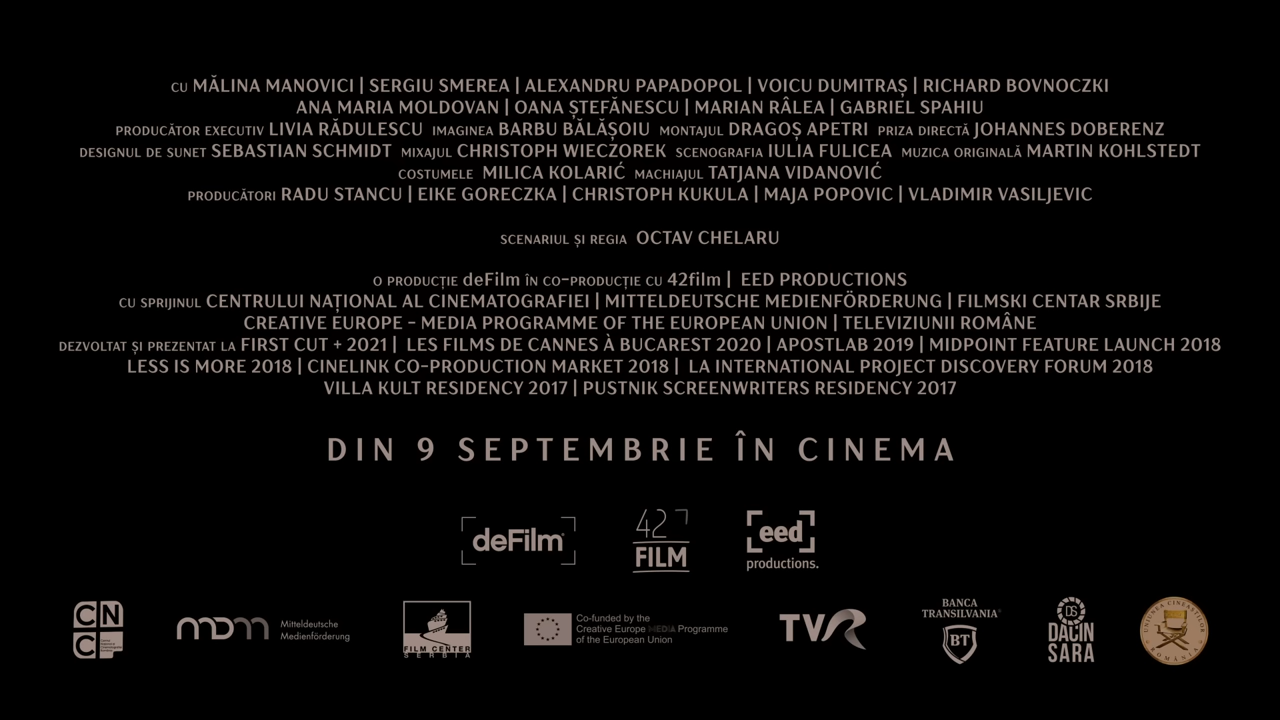 CU MĂLINA MANOVICI | SERGIU SMEREA | ALEXANDRU PAPADOPOL | VOICU DUMITRAȘ | RICHARD BOVNOCZKI
ANA MARIA MOLDOVAN | OANA ȘTEFĂNESCU | MARIAN RÂLEA | GABRIEL SPAHIU
PRODUCĂTOR EXECUTIV LIVIA RĂDULESCU IMAGINEA BARBU BĂLĂȘOIU MONTAJUL DRAGOȘ APETRI PRIZA DIRECTĂ JOHANNES DOBERENZ
DESIGNUL DE SUNET SEBASTIAN SCHMIDT MIXAJUL CHRISTOPH WIECZOREK SCENOGRAFIA IULIA FULICEA MUZICA ORIGINALĂ MARTIN KOHLSTEDT
COSTUMELE MILICA KOLARIĆ MACHIAJUL TATJANA VIDANOVIĆ
PRODUCĂTORI RADU STANCU | EIKE GORECZKA | CHRISTOPH KUKULA | MAJA POPOVIC | VLADIMIR VASILJEVIC
SCENARIUL ȘI REGIA OCTAV CHELARU
O PRODUCȚIE deFilm ÎN CO-PRODUCȚIE CU 42film | EED PRODUCTIONS
CU SPRIJINUL CENTRULUI NAȚIONAL AL CINEMATOGRAFIEI | MITTELDEUTSCHE MEDIENFÖRDERUNG | FILMSKI CENTAR SRBIJE
CREATIVE EUROPE - MEDIA PROGRAMME OF THE EUROPEAN UNION | TELEVIZIUNII ROMÂNE
DEZVOLTAT ȘI PREZENTAT LA FIRST CUT + 2021 | LES FILMS DE CANNES À BUCAREST 2020 | APOSTLAB 2019 | MIDPOINT FEATURE LAUNCH 2018
LESS IS MORE 2018 | CINELINK CO-PRODUCTION MARKET 2018 | LA INTERNATIONAL PROJECT DISCOVERY FORUM 2018
VILLA KULT RESIDENCY 2017 | PUSTNIK SCREENWRITERS RESIDENCY 2017
DIN 9 SEPTEMBRIE ÎN CINEMA
deFilm
42
FILM
[eed]
productions.
CN
C
mDm
Mitteldeutsche
Medienförderung
FILM CENTER
SERBIA
Co-funded by the
Creative Europe MEDIA Programme
of the European Union
TVR
BANCA
TRANSILVANIA®
BT
DS
DACIN
SARA
UNIUNEA CINEAȘTILOR
ROMÂNIA